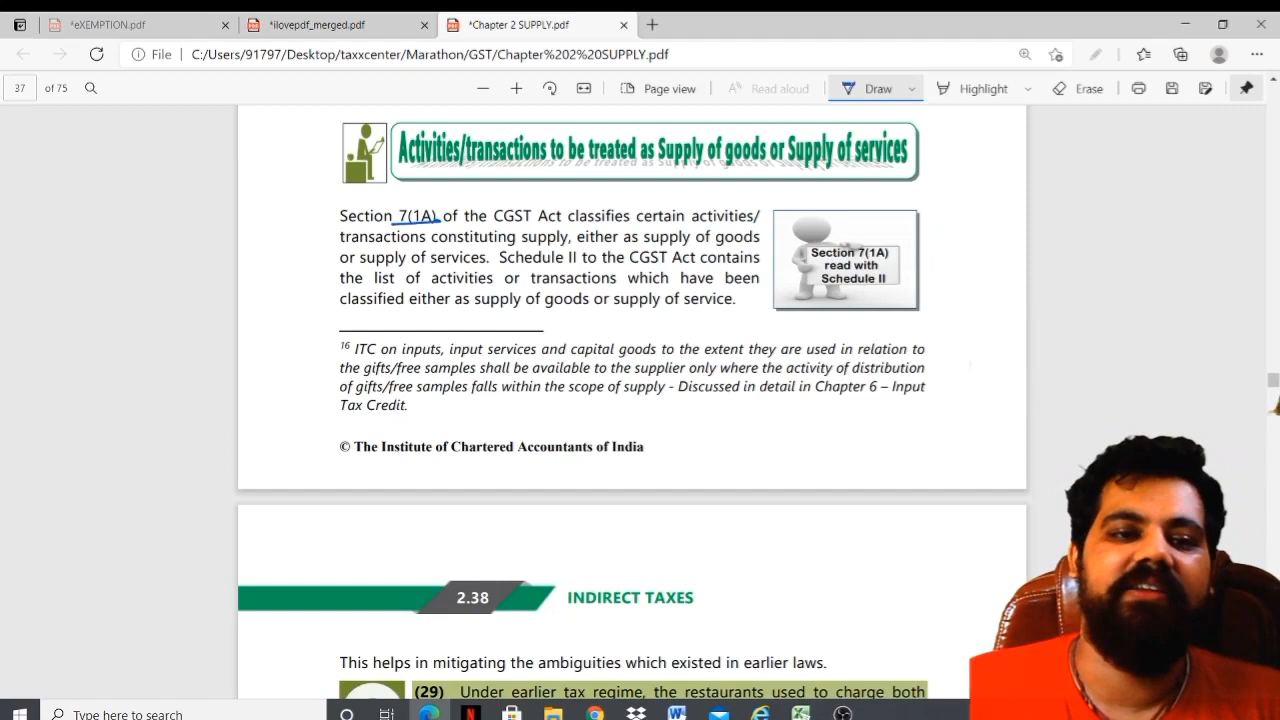 *eXEMPTION.pdf
*ilovepdf_merged.pdf
*Chapter 2 SUPPLY.pdf
File C:/Users/91797/Desktop/taxxcenter/Marathon/GST/Chapter%202%20SUPPLY.pdf
37 of 75
Page view
Read aloud
Draw
Highlight
Erase
Activities/transactions to be treated as Supply of goods or Supply of services
Section 7(1A) of the CGST Act classifies certain activities/
transactions constituting supply, either as supply of goods
or supply of services. Schedule II to the CGST Act contains
the list of activities or transactions which have been
classified either as supply of goods or supply of service.
Section 7(1A)
read with
Schedule II
16 ITC on inputs, input services and capital goods to the extent they are used in relation to
the gifts/free samples shall be available to the supplier only where the activity of distribution
of gifts/free samples falls within the scope of supply - Discussed in detail in Chapter 6 – Input
Tax Credit.
© The Institute of Chartered Accountants of India
2.38 INDIRECT TAXES
This helps in mitigating the ambiguities which existed in earlier laws.
(29) Under earlier tax regime, the restaurants used to charge both
Type here to search